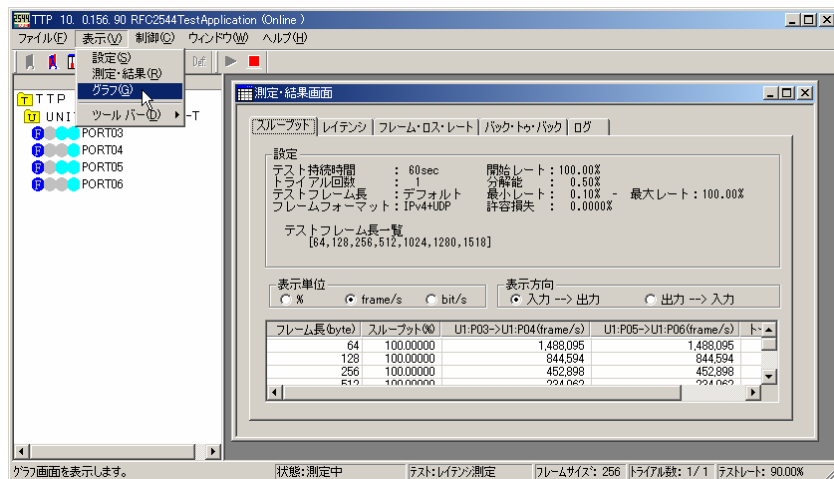 TTP 10. 0.156. 90 RFC2544TestApplication (Online )
ファイル(F) 表示(V) 制御(C) ウィンドウ(W) ヘルプ(H)
設定(S)
測定・結果(R)
グラフ(G)
ツール バー(D)
Def.
TTP
UNI
-T
PORT03
PORT04
PORT05
PORT06
測定・結果画面
スループット レイテンシ フレーム・ロス・レート バック・トゥ・バック ログ
設定
テスト持続時間 : 60sec 開始レート : 100.00%
トライアル回数 : 1 分解能 : 0.50%
テストフレーム長 : デフォルト 最小レート : 0.10% - 最大レート : 100.00%
フレームフォーマット : IPv4+UDP 許容損失 : 0.0000%
テストフレーム長一覧
[64,128,256,512,1024,1280,1518]
表示単位 表示方向
% frame/s bit/s 入力 --> 出力 出力 --> 入力
フレーム長(byte) スループット(%) U1:P03->U1:P04(frame/s) U1:P05->U1:P06(frame/s)
64 100.00000 1,488,095 1,488,095
128 100.00000 844,594 844,594
256 100.00000 452,898 452,898
512 100.00000 234,962 234,962
グラフ画面を表示します。 状態:測定中 テスト:レイテンシ測定 フレームサイズ: 256 トライアル数: 1/1 テストレート: 90.00%